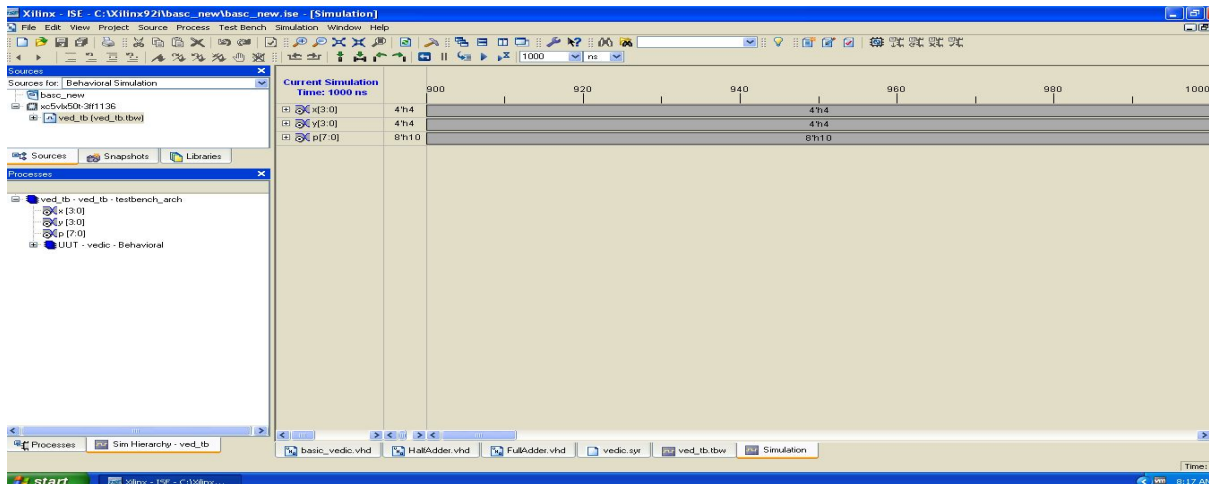 Xilinx - ISE - C:\Xilinx92i\basc_new\basc_new.ise - [Simulation]
File Edit View Project Source Process Test Bench Simulation Window Help
1000 ns
Sources
Sources for: Behavioral Simulation
basc_new
xc5vlx50t-3ff1136
ved_tb (ved_tb.tbw)
Sources Snapshots Libraries
Processes
ved_tb - ved_tb - testbench_arch
x [3:0]
y [3:0]
p [7:0]
UUT - vedic - Behavioral
Processes Sim Hierarchy - ved_tb
Current Simulation
Time: 1000 ns
900 920 940 960 980 1000
x[3:0] 4'h4 4'h4
y[3:0] 4'h4 4'h4
p[7:0] 8'h10 8'h10
basic_vedic.vhd HalfAdder.vhd FullAdder.vhd vedic.syr ved_tb.tbw Simulation
Time:
start Xilinx - ISE - C:\Xilinx... 8:17 AM